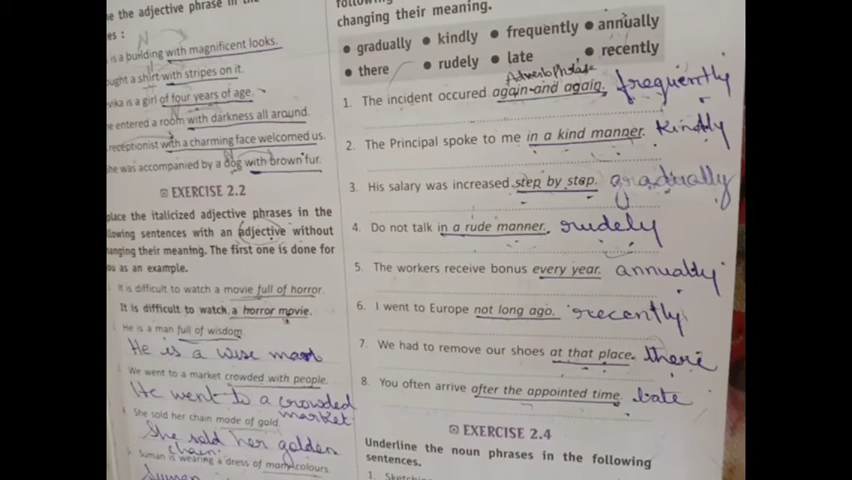 the adjective phrase in
es :
N
is a building with magnificent looks.
ought a shirt with stripes on it.
vika is a girl of four years of age.
e entered a room with darkness all around.
receptionist with a charming face welcomed us.
he was accompanied by a dog with brown fur.
EXERCISE 2.2
place the italicized adjective phrases in the
lowing sentences with an adjective without
anging their meaning. The first one is done for
ou as an example.
It is difficult to watch a movie full of horror.
It is difficult to watch a horror movie.
He is a man full of wisdom.
He is a wise man
We went to a market crowded with people.
We went to a crowded
market
She sold her chain made of gold.
She sold her golden
chain.
5. Suman is wearing a dress of many colours.
Suman
following
changing their meaning.
• gradually • kindly • frequently • annually
• there • rudely • late • recently
Adverb Phrase
1. The incident occured again and again. frequently
2. The Principal spoke to me in a kind manner. Kindly
3. His salary was increased step by step. gradually
4. Do not talk in a rude manner. rudely
5. The workers receive bonus every year. annually
6. I went to Europe not long ago. recently
7. We had to remove our shoes at that place. there
8. You often arrive after the appointed time. late
EXERCISE 2.4
Underline the noun phrases in the following
sentences.
1. Sketching